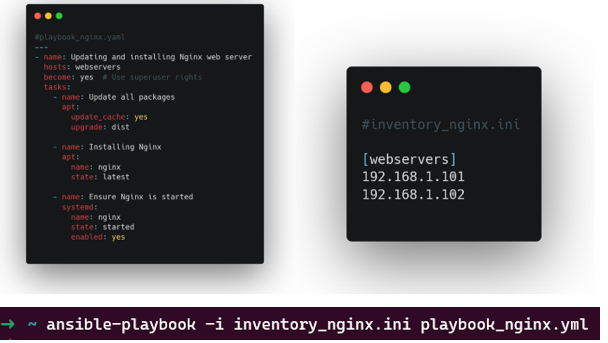 #playbook_nginx.yaml
---
- name: Updating and installing Nginx web server
  hosts: webservers
  become: yes  # Use superuser rights
  tasks:
    - name: Update all packages
      apt:
        update_cache: yes
        upgrade: dist

    - name: Installing Nginx
      apt:
        name: nginx
        state: latest

    - name: Ensure Nginx is started
      systemd:
        name: nginx
        state: started
        enabled: yes
#inventory_nginx.ini

[webservers]
192.168.1.101
192.168.1.102
➜ ~ ansible-playbook -i inventory_nginx.ini playbook_nginx.yml